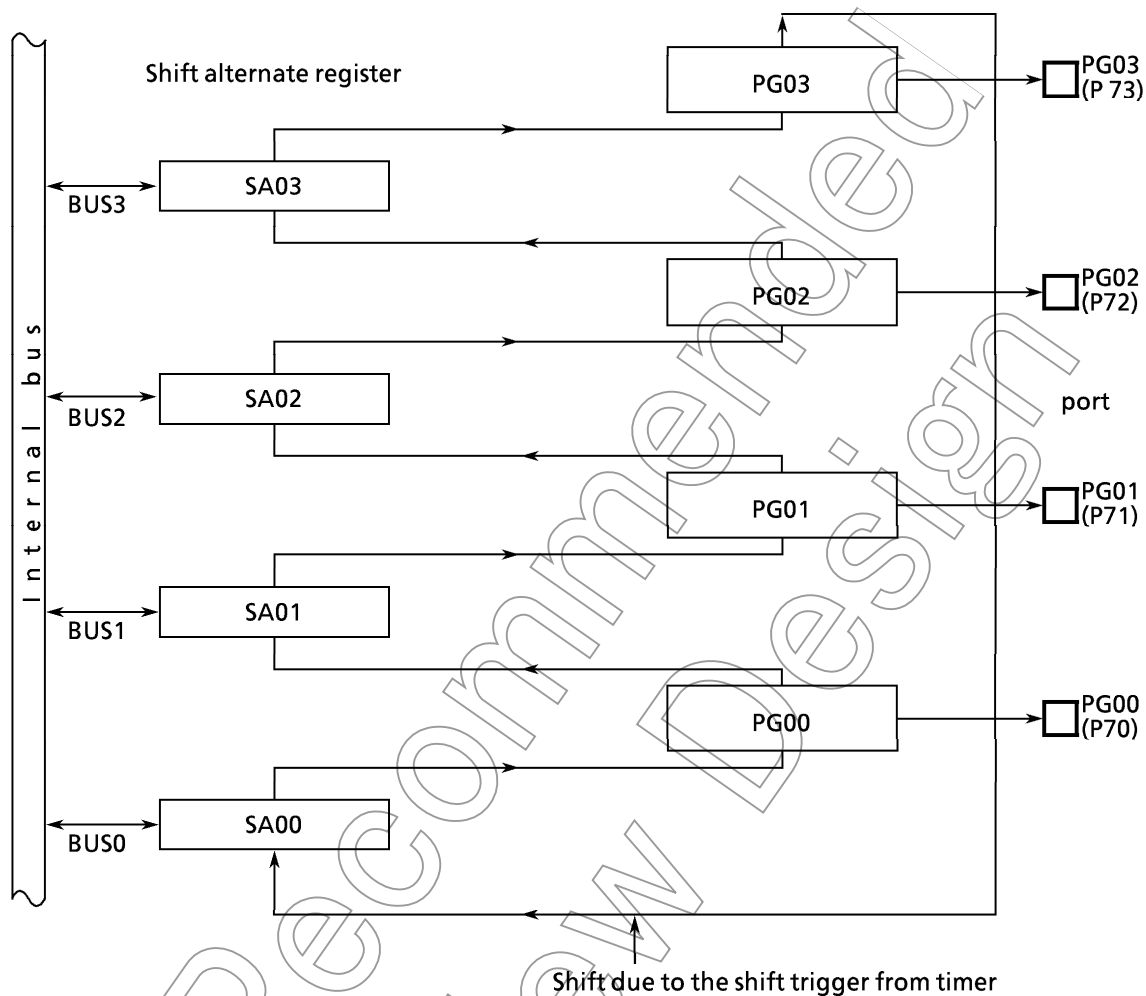 Shift alternate register
PG03
PG03
(P 73)
SA03
BUS3
PG02
PG02
(P72)
Internal bus
SA02
BUS2
port
PG01
PG01
(P71)
SA01
BUS1
PG00
PG00
(P70)
SA00
BUS0
Shift due to the shift trigger from timer
Recommended
ew Design